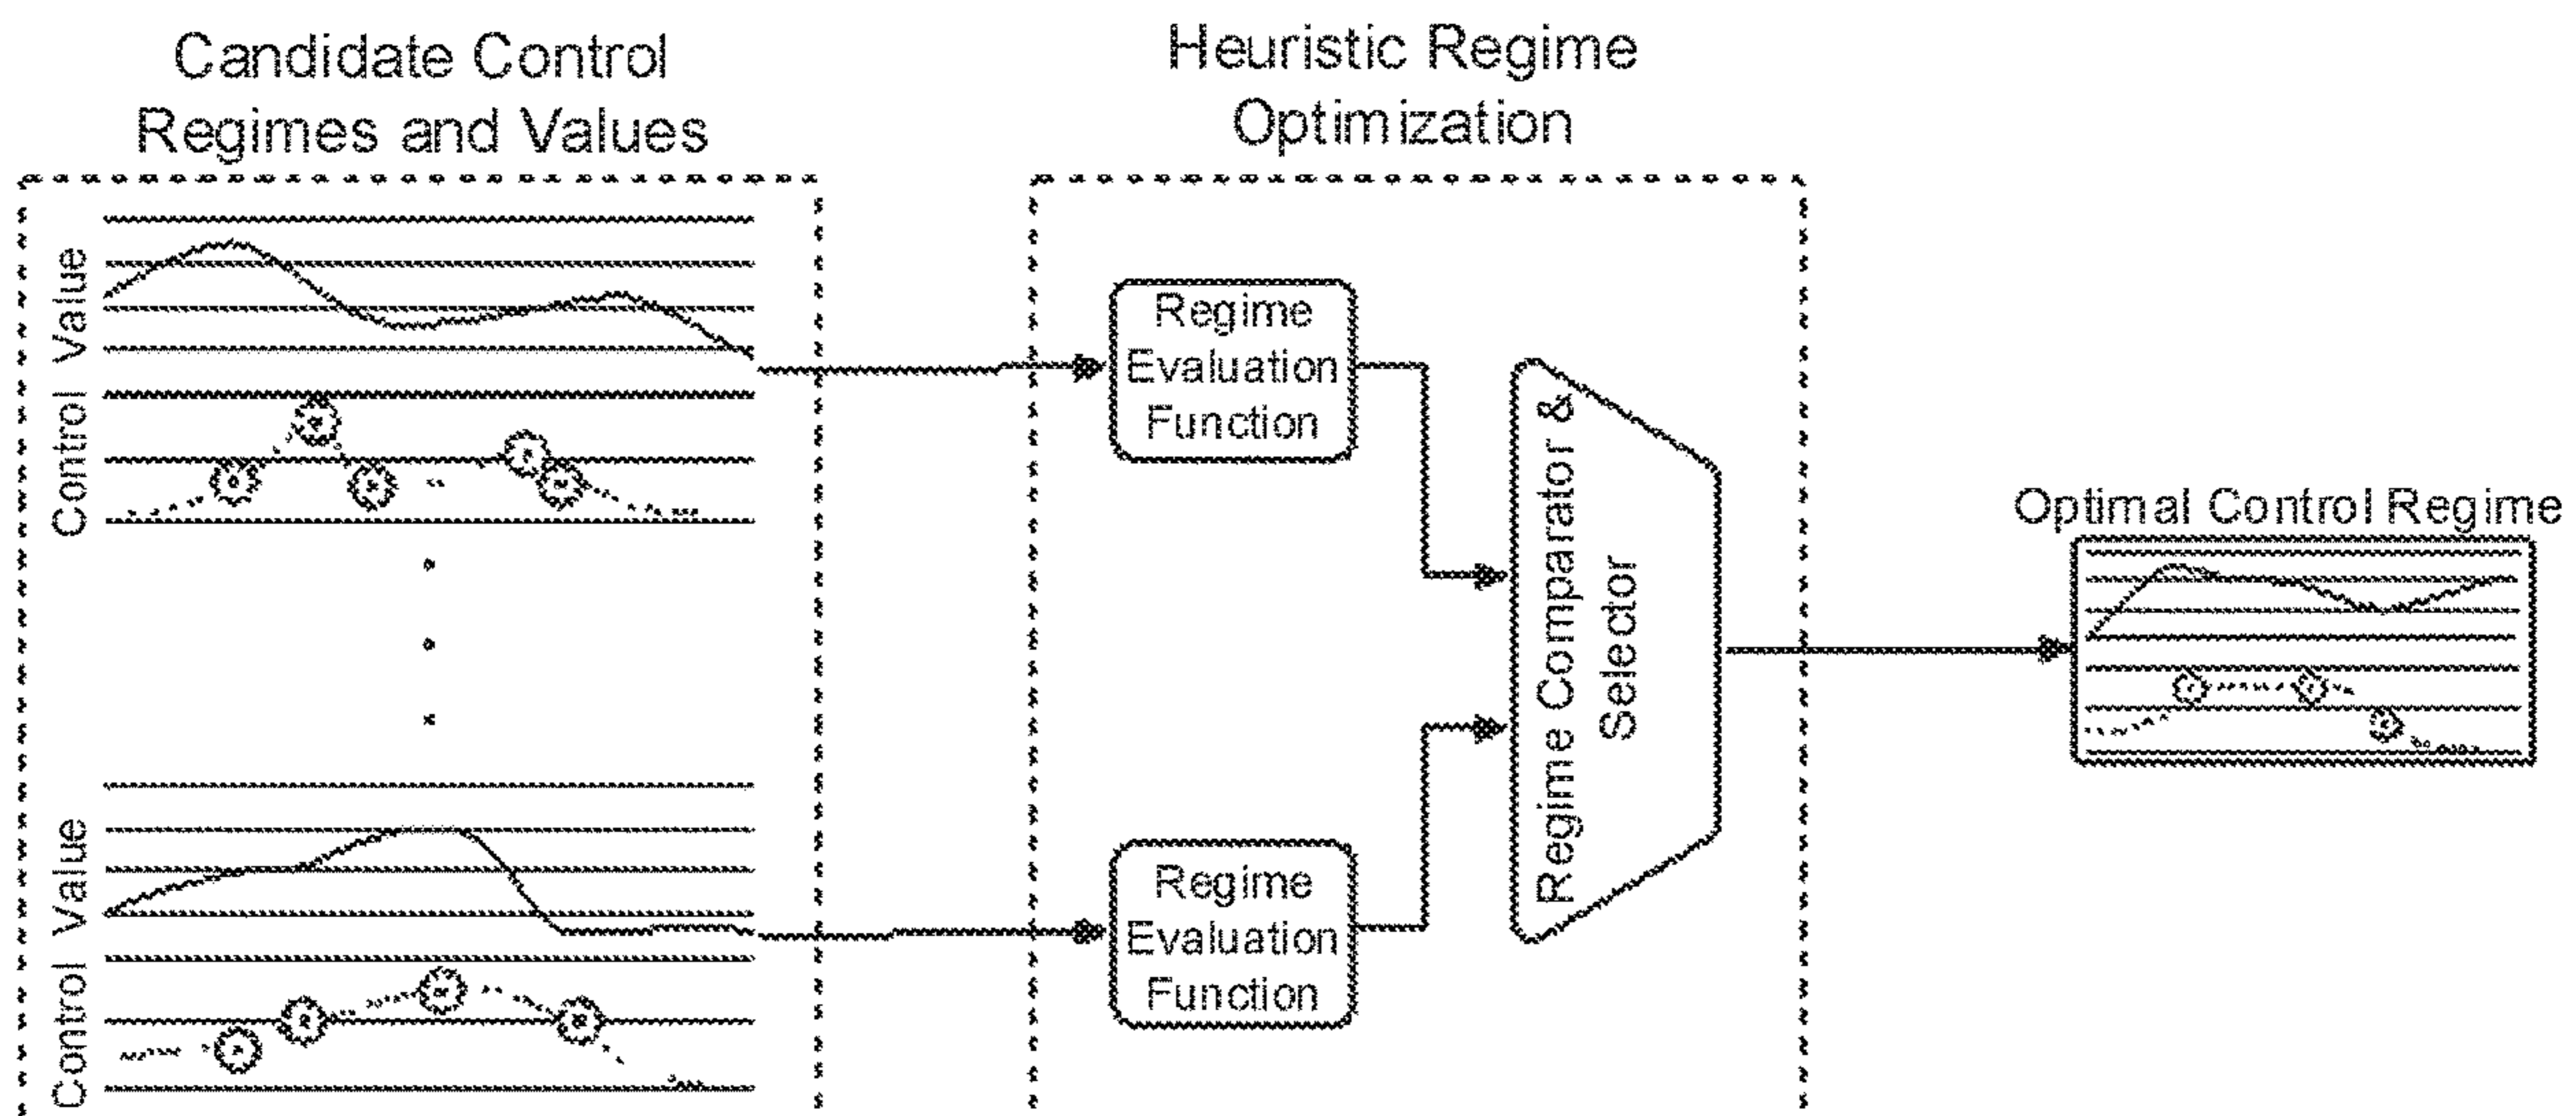 Candidate Control
Regimes and Values
Heuristic Regime
Optimization
Value
Control
Regime
Evaluation
Function
Regime Comparator &
Selector
Optimal Control Regime
Value
Control
Regime
Evaluation
Function